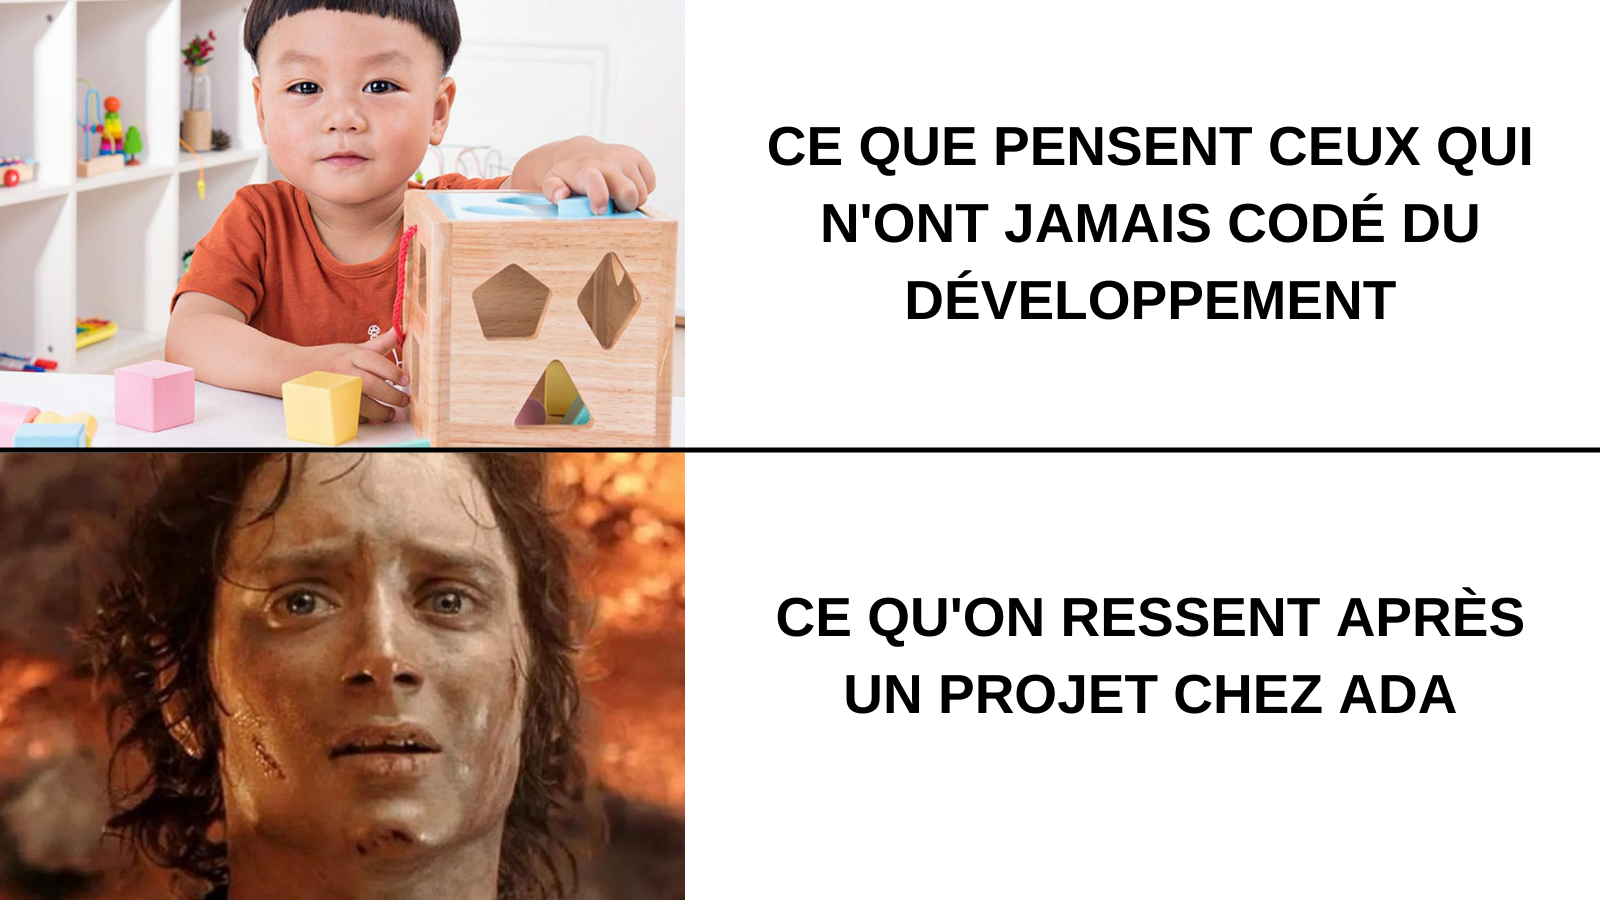 CE QUE PENSENT CEUX QUI
N'ONT JAMAIS CODÉ DU
DÉVELOPPEMENT
CE QU'ON RESSENT APRÈS
UN PROJET CHEZ ADA